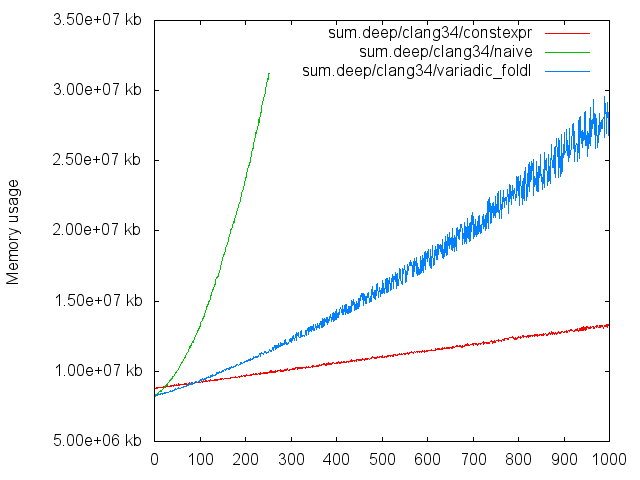 3.50e+07 kb
sum.deep/clang34/constexpr
sum.deep/clang34/naive
sum.deep/clang34/variadic_foldl
3.00e+07 kb
2.50e+07 kb
2.00e+07 kb
1.50e+07 kb
1.00e+07 kb
5.00e+06 kb
Memory usage
0 100 200 300 400 500 600 700 800 900 1000